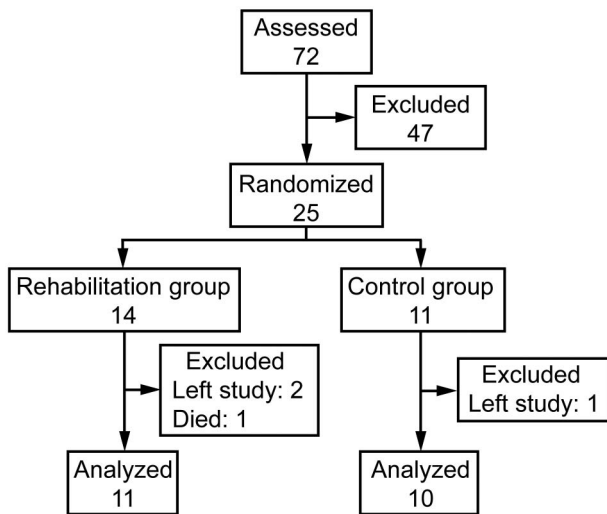 Assessed
72
Excluded
47
Randomized
25
Rehabilitation group
14
Control group
11
Excluded
Left study: 2
Died: 1
Excluded
Left study: 1
Analyzed
11
Analyzed
10